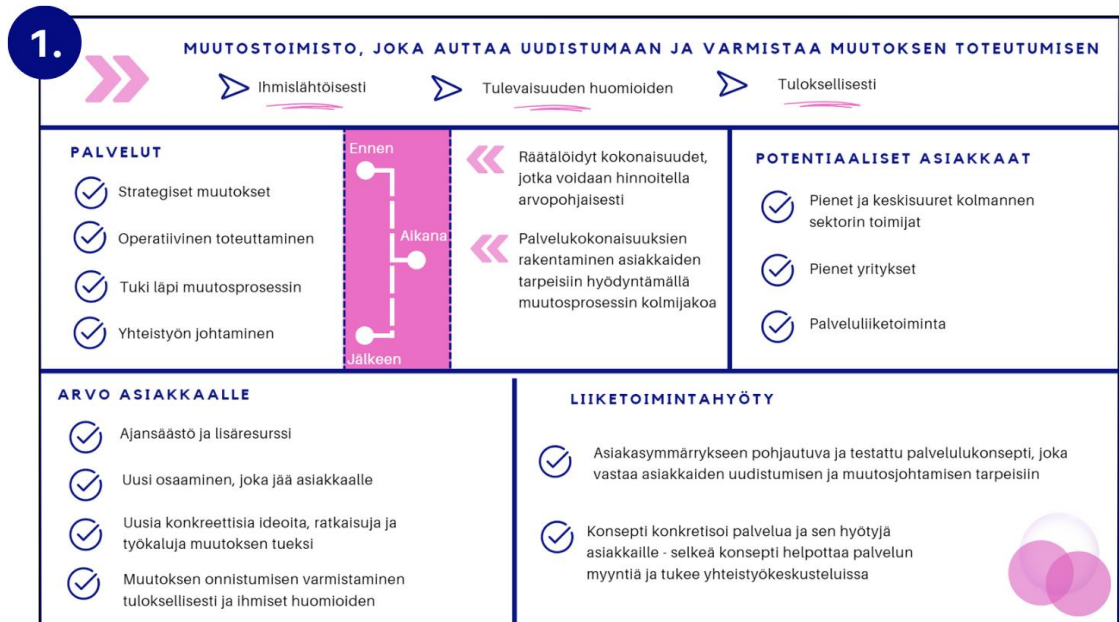 1.
MUUTOSTOIMISTO, JOKA AUTTAA UUDISTUMAAN JA VARMISTAA MUUTOKSEN TOTEUTUMISEN
Ihmislähtöisesti
Tulevaisuuden huomioiden
Tuloksellisesti
PALVELUT
Strategiset muutokset
Operatiivinen toteuttaminen
Tuki läpi muutosprosessin
Yhteistyön johtaminen
Ennen
Aikana
Jälkeen
Räätälöidyt kokonaisuudet,
jotka voidaan hinnoitella
arvopohjaisesti
Palvelukokonaisuuksien
rakentaminen asiakkaiden
tarpeisiin hyödyntämällä
muutosprosessin kolmijakoa
POTENTIAALISET ASIAKKAAT
Pienet ja keskisuuret kolmannen
sektorin toimijat
Pienet yritykset
Palveluliiketoiminta
ARVO ASIAKKAALLE
Ajansäästö ja lisäresurssi
Uusi osaaminen, joka jää asiakkaalle
Uusia konkreettisia ideoita, ratkaisuja ja
työkaluja muutoksen tueksi
Muutoksen onnistumisen varmistaminen
tuloksellisesti ja ihmiset huomioiden
LIIKETOIMINTAHYÖTY
Asiakasymmärrykseen pohjautuva ja testattu palvelulukonsepti, joka
vastaa asiakkaiden uudistumisen ja muutosjohtamisen tarpeisiin
Konsepti konkretisoi palvelua ja sen hyötyjä
asiakkaille - selkeä konsepti helpottaa palvelun
myyntiä ja tukee yhteistyökeskusteluissa